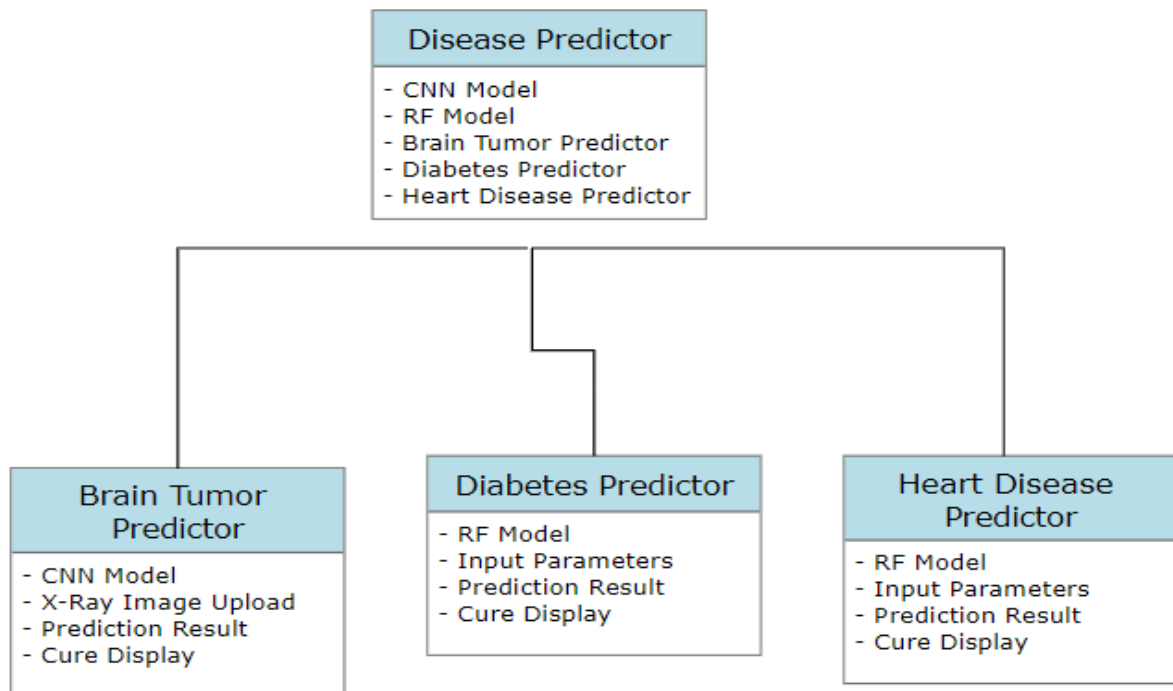 Disease Predictor
- CNN Model
- RF Model
- Brain Tumor Predictor
- Diabetes Predictor
- Heart Disease Predictor
Brain Tumor
Predictor
- CNN Model
- X-Ray Image Upload
- Prediction Result
- Cure Display
Diabetes Predictor
- RF Model
- Input Parameters
- Prediction Result
- Cure Display
Heart Disease
Predictor
- RF Model
- Input Parameters
- Prediction Result
- Cure Display